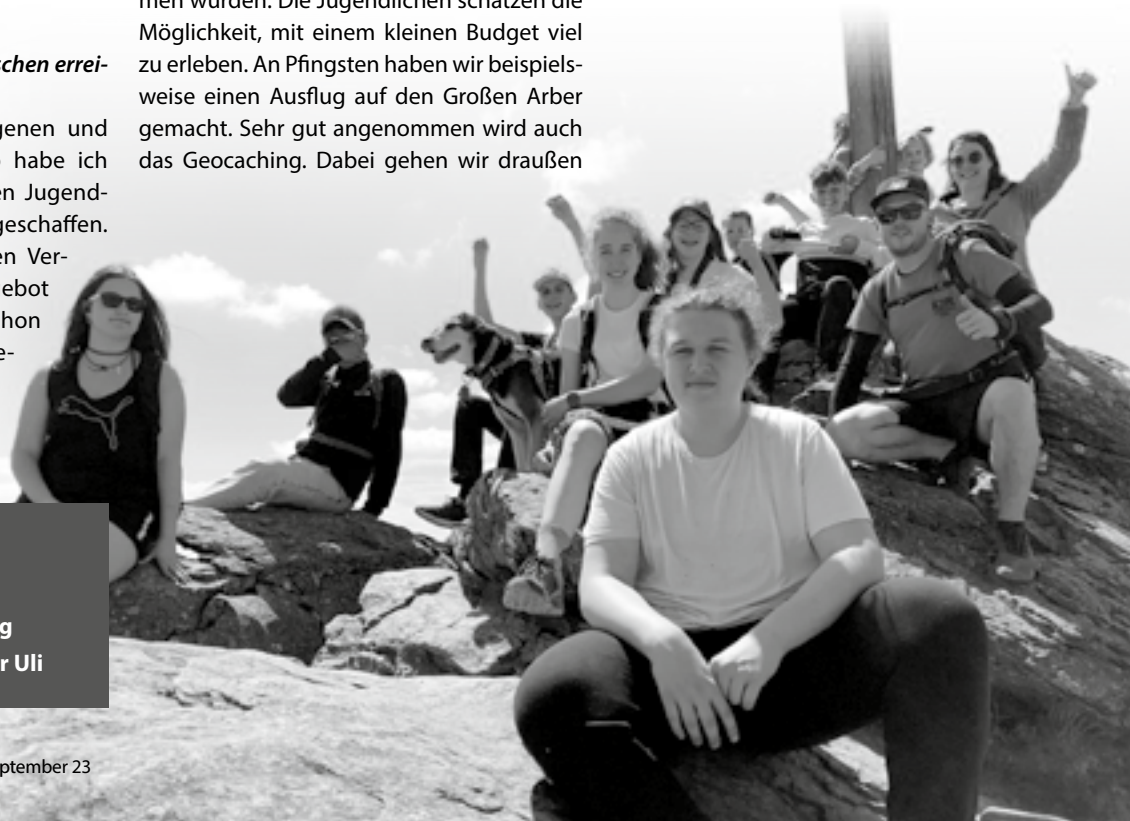 schen errei-
genen und
habe ich
en Jugend-
geschaffen.
en Ver-
ebot
hon
e-
men wurden. Die Jugendlichen schätzen die
Möglichkeit, mit einem kleinen Budget viel
zu erleben. An Pfingsten haben wir beispiels-
weise einen Ausflug auf den Großen Arber
gemacht. Sehr gut angenommen wird auch
das Geocaching. Dabei gehen wir draußen
g
r Uli
ptember 23